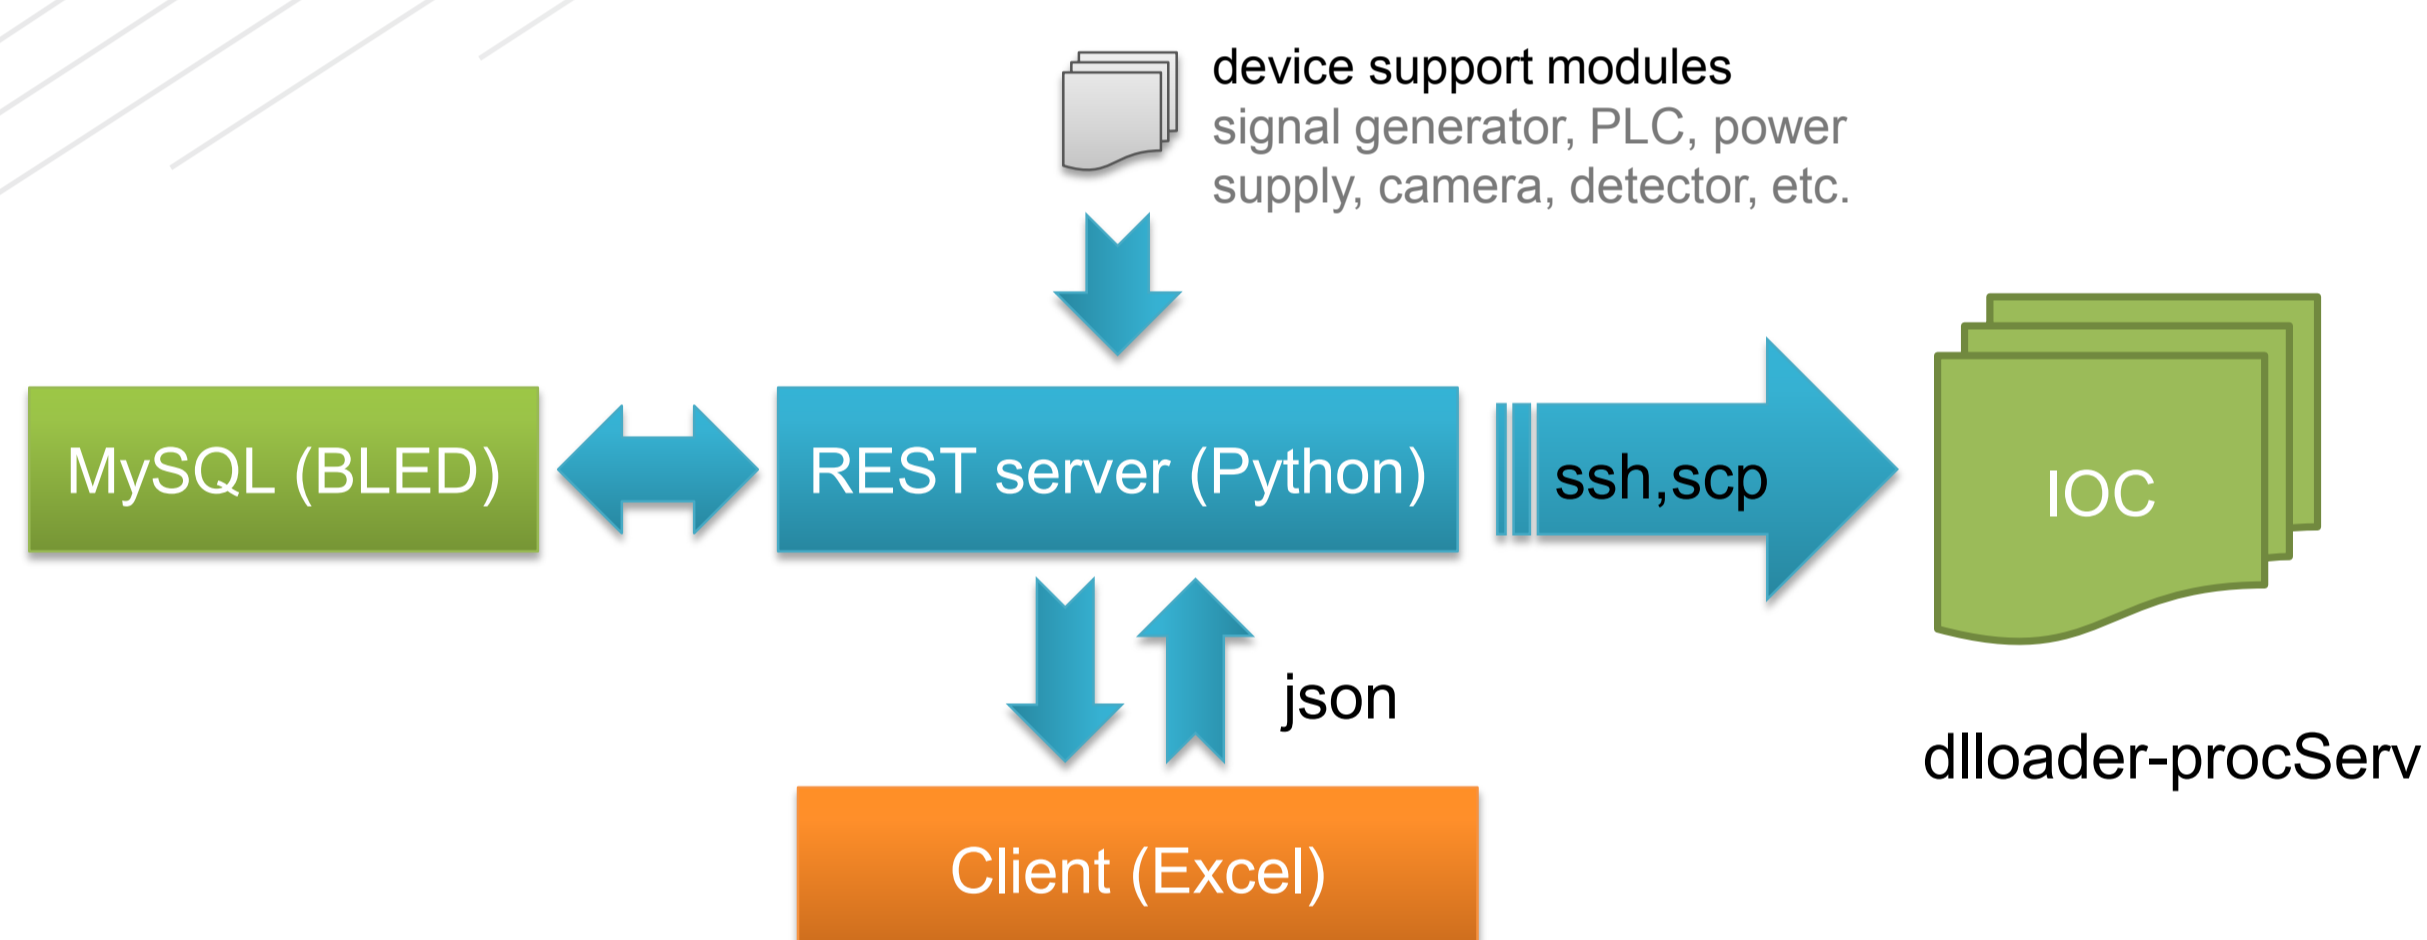 device support modules
signal generator, PLC, power
supply, camera, detector, etc.
MySQL (BLED)
REST server (Python)
ssh,scp
IOC
json
dlloader-procServ
Client (Excel)